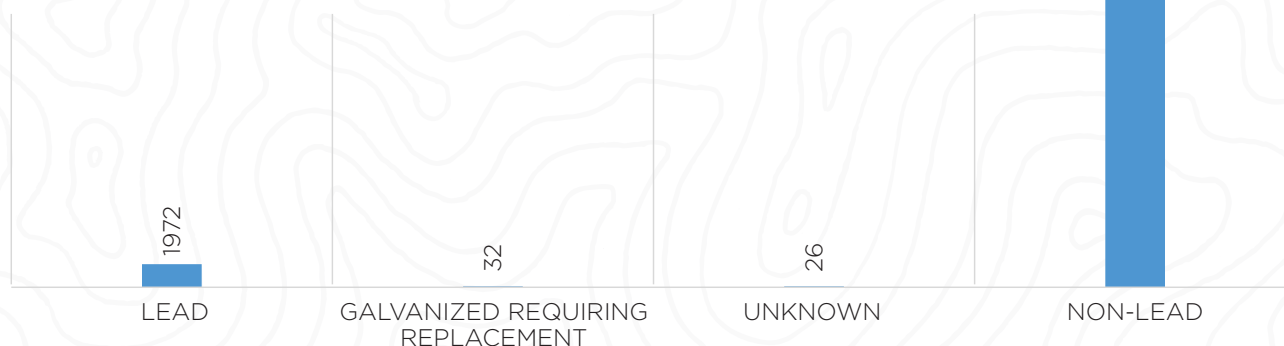 1972
32
26
LEAD
GALVANIZED REQUIRING
REPLACEMENT
UNKNOWN
NON-LEAD